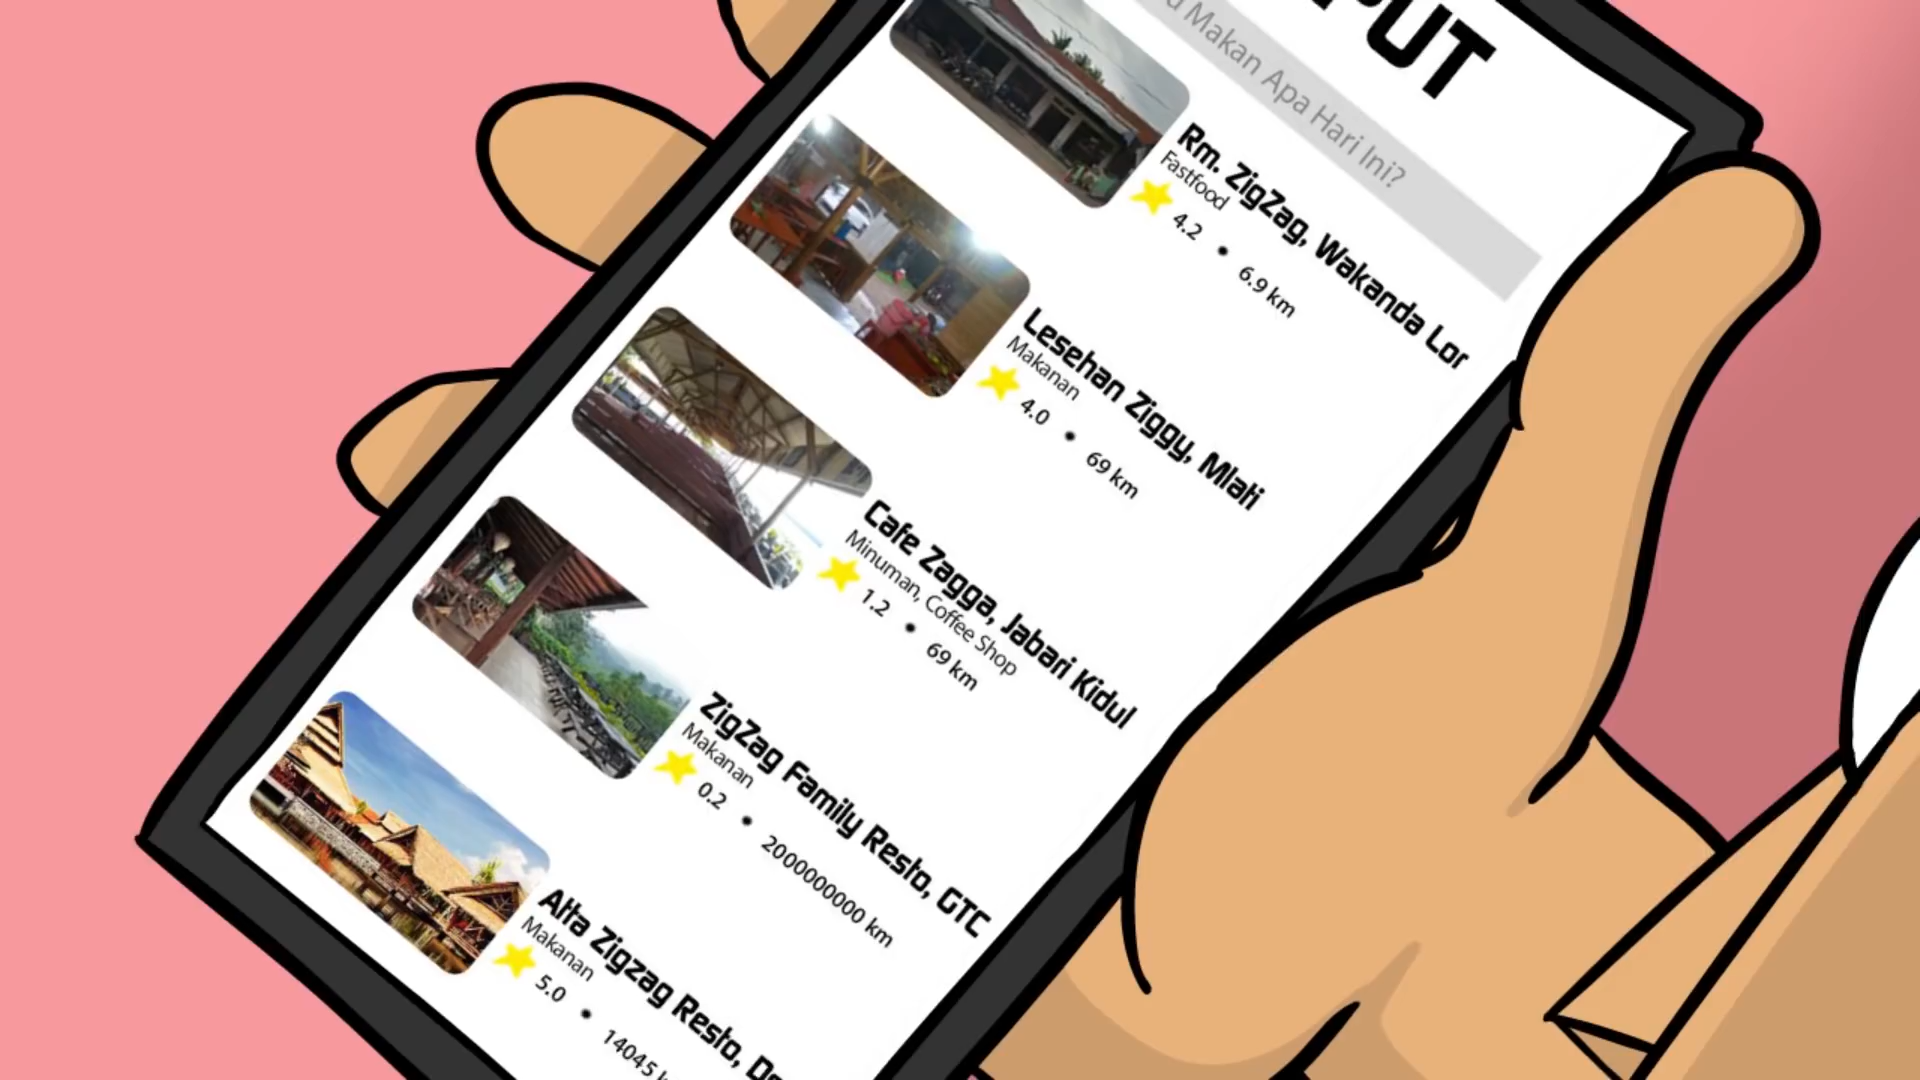 PUT
Makan Apa Hari Ini?
Rm. ZigZag, Wakanda Lor
Fastfood
4.2 • 6.9 km
Lesehan Ziggy, Mlati
Makanan
4.0 • 69 km
Cafe Zagga, Jabari Kidul
Minuman, Coffee Shop
1.2 • 69 km
ZigZag Family Resto, GTC
Makanan
0.2 • 2000000000 km
Alta Zigzag Resto,
Makanan
5.0 • 14045